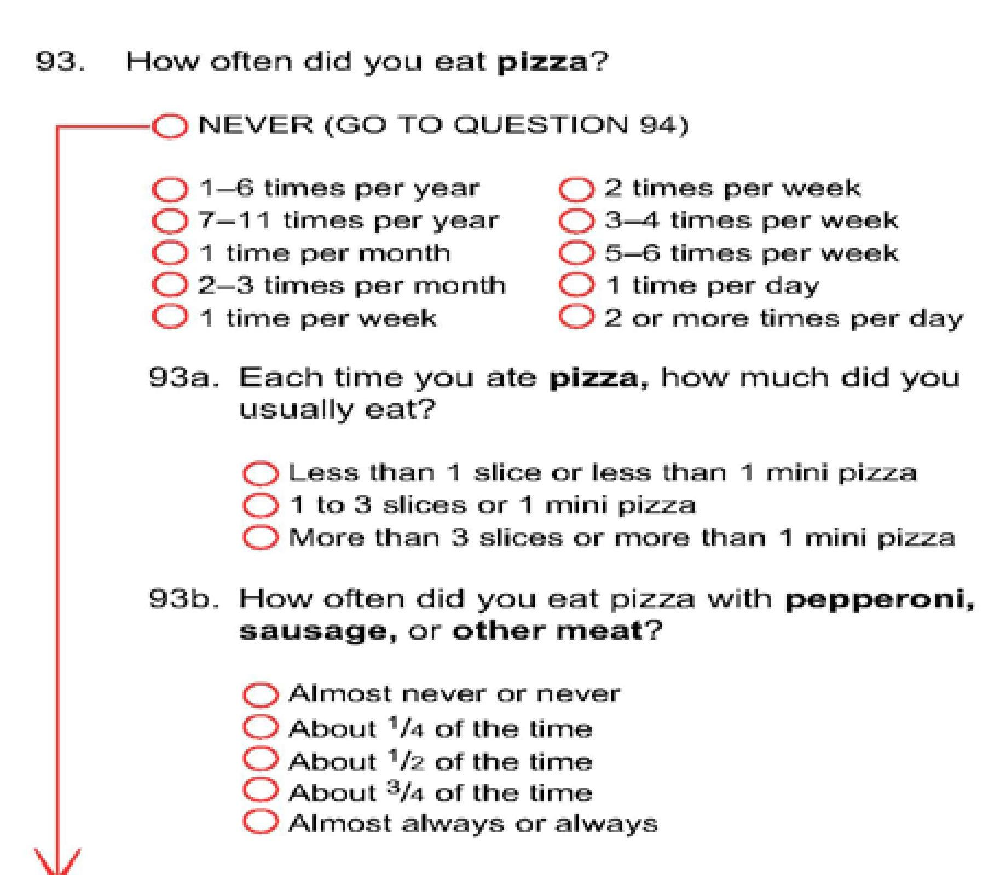 93. How often did you eat pizza?
NEVER (GO TO QUESTION 94)
1–6 times per year
7–11 times per year
1 time per month
2–3 times per month
1 time per week
2 times per week
3–4 times per week
5–6 times per week
1 time per day
2 or more times per day
93a. Each time you ate pizza, how much did you
usually eat?
Less than 1 slice or less than 1 mini pizza
1 to 3 slices or 1 mini pizza
More than 3 slices or more than 1 mini pizza
93b. How often did you eat pizza with pepperoni,
sausage, or other meat?
Almost never or never
About 1/4 of the time
About 1/2 of the time
About 3/4 of the time
Almost always or always